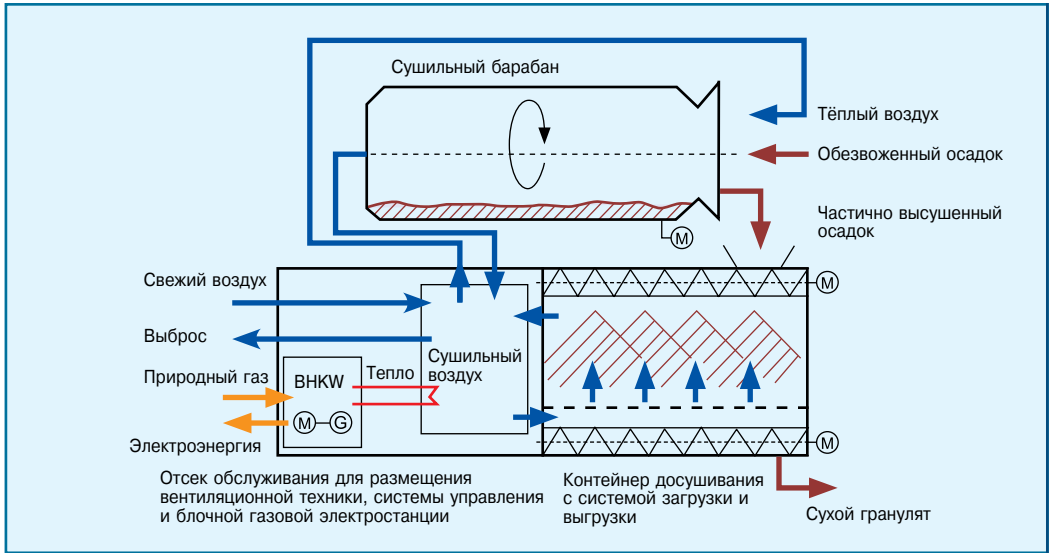 Сушильный барабан
Тёплый воздух
Обезвоженный осадок
Частично высушенный
осадок
M
Свежий воздух
M
Выброс
Сушильный
воздух
Природный газ
BHKW
Тепло
M
G
Электроэнергия
M
Отсек обслуживания для размещения
вентиляционной техники, системы управления
и блочной газовой электростанции
Контейнер досушивания
с системой загрузки и
выгрузки
Сухой гранулят